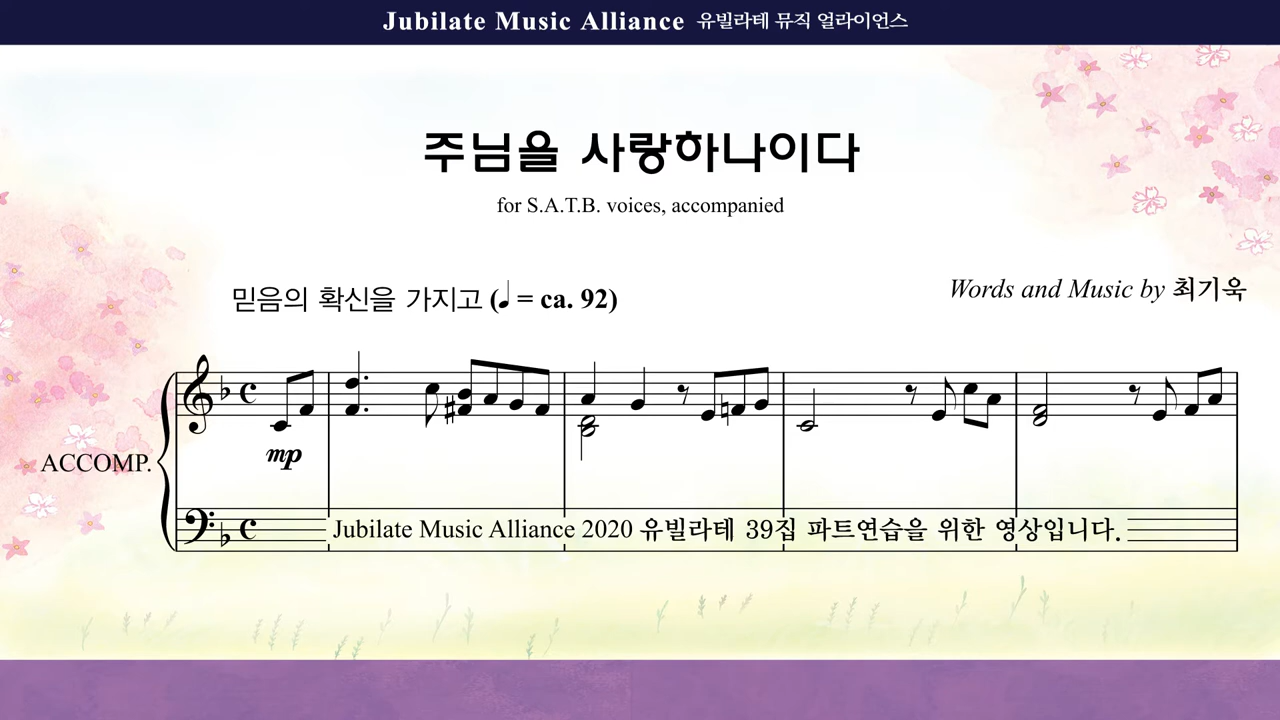 Jubilate Music Alliance 유빌라테 뮤직 얼라이언스
주님을 사랑하나이다
for S.A.T.B. voices, accompanied
믿음의 확신을 가지고 (♩ = ca. 92)
Words and Music by 최기욱
mp
ACCOMP.
Jubilate Music Alliance 2020 유빌라테 39집 파트연습을 위한 영상입니다.